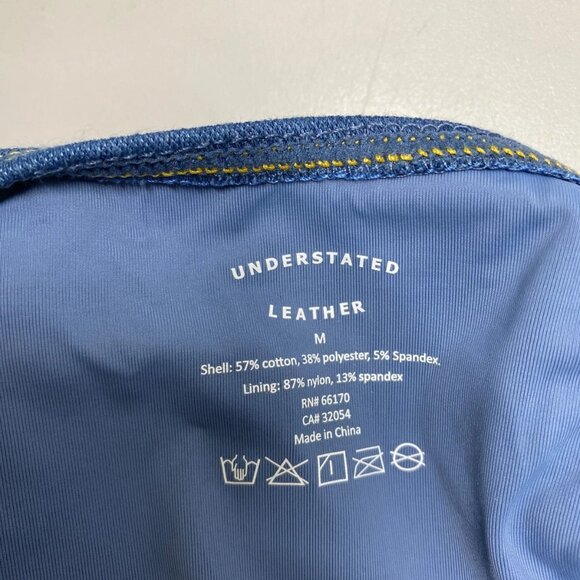 UNDERSTATED
LEATHER
M
Shell: 57% cotton, 38% polyester, 5% Spandex.
Lining: 87% nylon, 13% spandex
RN# 66170
CA# 32054
Made in China